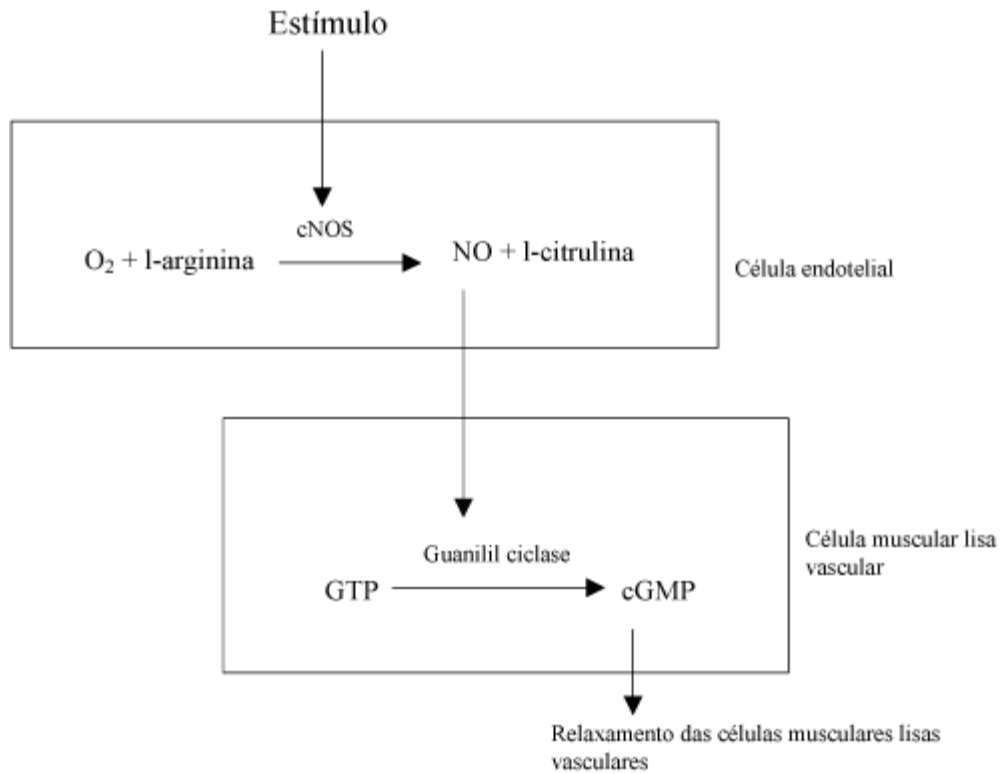 Estímulo
cNOS
O₂ + l-arginina
NO + l-citrulina
Célula endotelial
Guanilil ciclase
GTP
cGMP
Célula muscular lisa
vascular
Relaxamento das células musculares lisas
vasculares